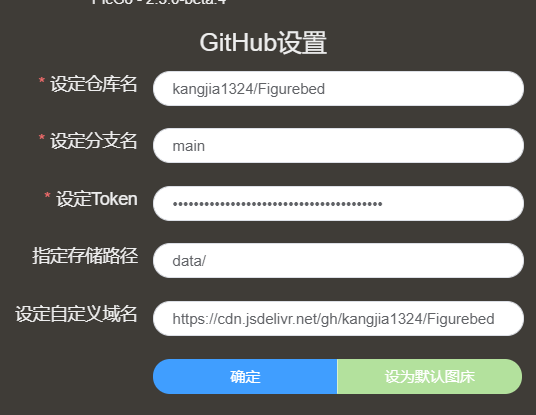 PicGo - 2.3.0-beta.4
GitHub设置
* 设定仓库名
kangjia1324/Figurebed
* 设定分支名
main
* 设定Token
••••••••••••••••••••••••••••••••••••••••
指定存储路径
data/
设定自定义域名
https://cdn.jsdelivr.net/gh/kangjia1324/Figurebed
确定
设为默认图床